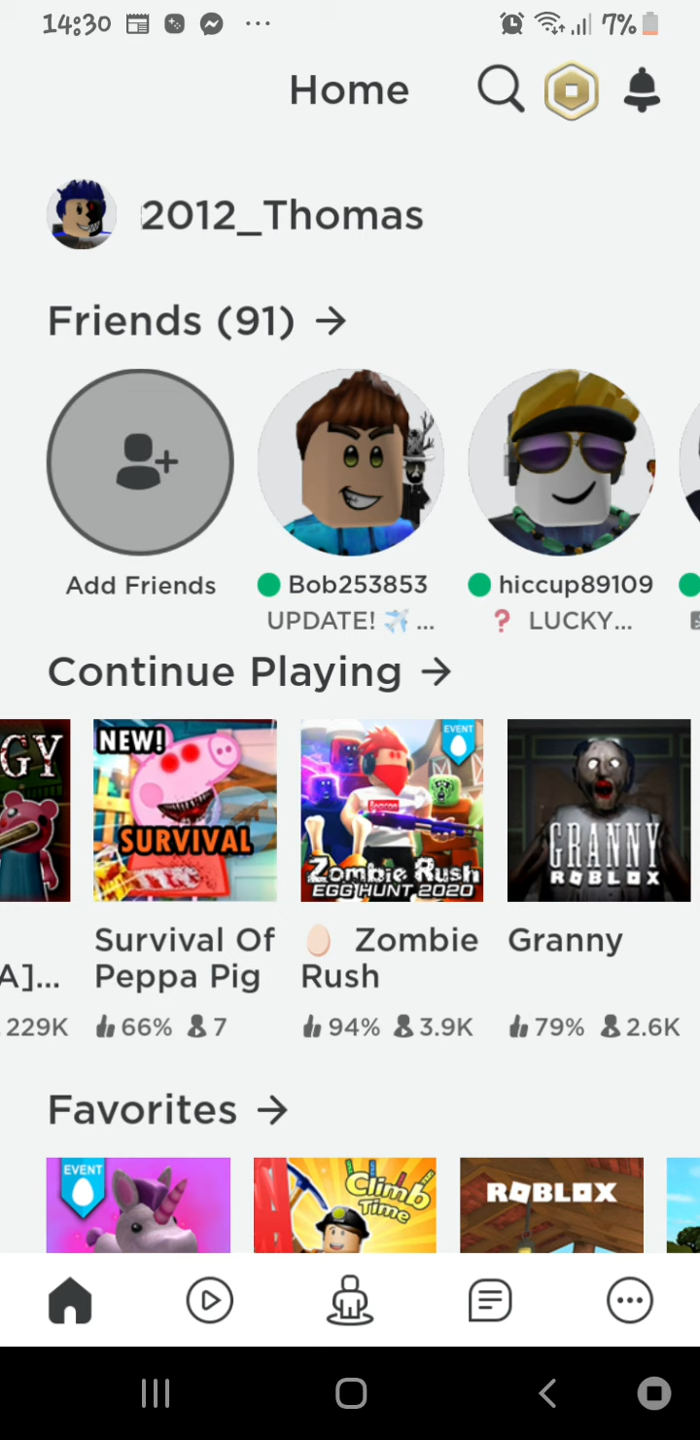 14:30
7%
Home
2012_Thomas
Friends (91) →
Add Friends
Bob253853
hiccup89109
UPDATE! ✈️ ...
❓ LUCKY...
Continue Playing →
GY
NEW!
SURVIVAL
EVENT
Zombie Rush
EGG HUNT 2020
GRANNY
ROBLOX
A]...
Survival Of
Peppa Pig
🥚 Zombie
Rush
Granny
229K
66% 7
94% 3.9K
79% 2.6K
Favorites →
EVENT
Climb
Time
ROBLOX